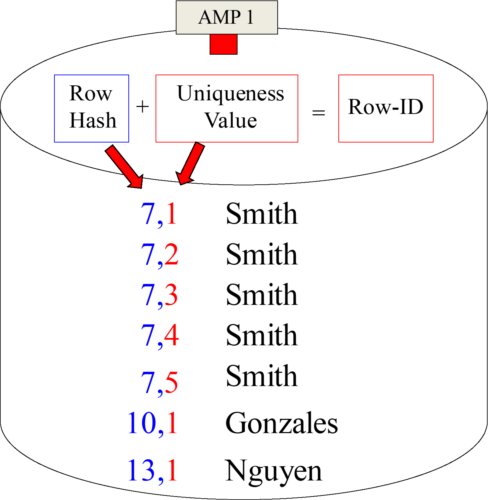 AMP 1
Row Hash + Uniqueness Value = Row-ID
7,1 Smith
7,2 Smith
7,3 Smith
7,4 Smith
7,5 Smith
10,1 Gonzales
13,1 Nguyen